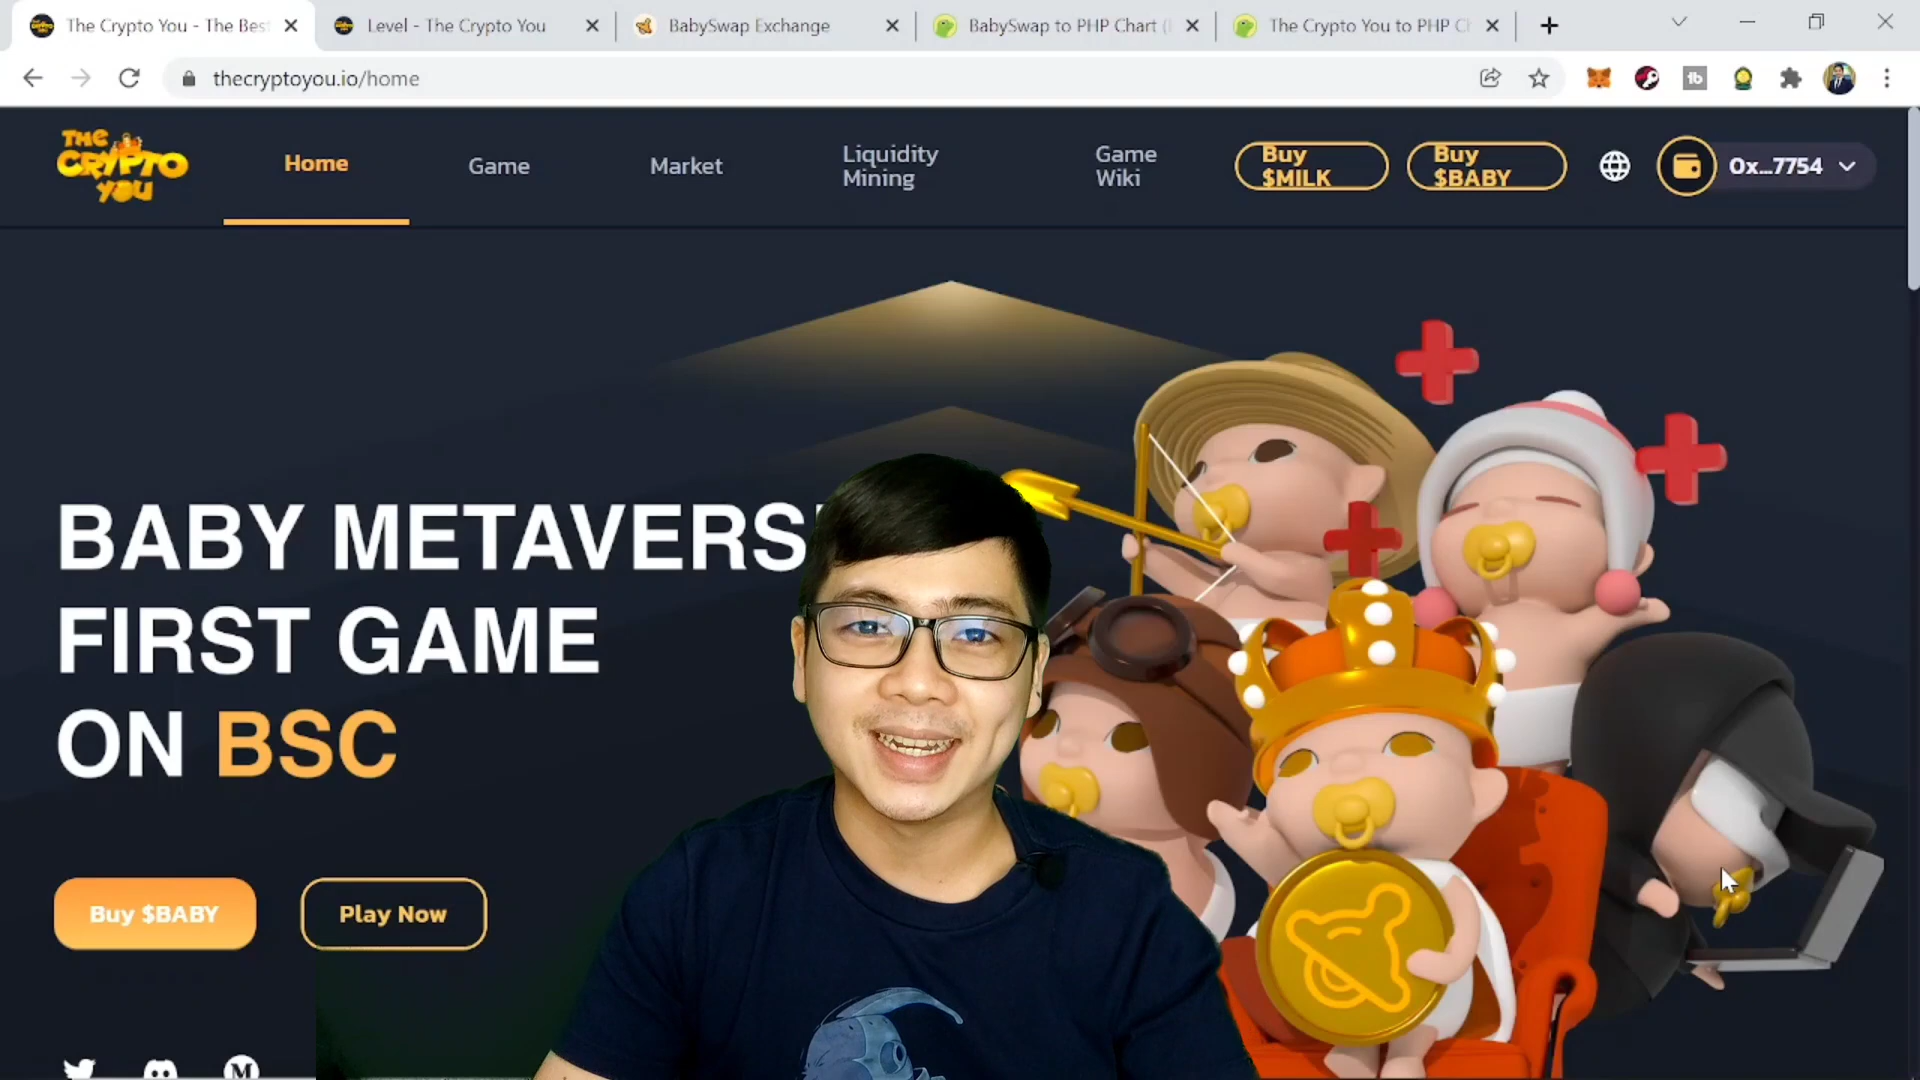 The Crypto You - The Best
Level - The Crypto You
BabySwap Exchange
BabySwap to PHP Chart (
The Crypto You to PHP C
thecryptoyou.io/home
THE CRYPTO YOU
Home
Game
Market
Liquidity
Mining
Game
Wiki
Buy
$MILK
Buy
$BABY
0x...7754
BABY METAVERS
FIRST GAME
ON BSC
Buy $BABY
Play Now